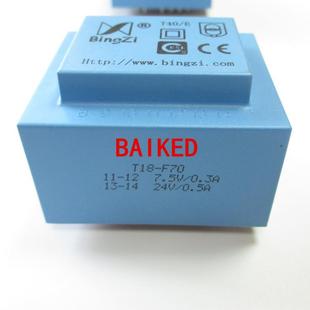 BingZi ® T40/E
http://www.bingzi.com
BAIKED
T18-F70
11-12 7.5V/0.3A
13-14 24V/0.5A